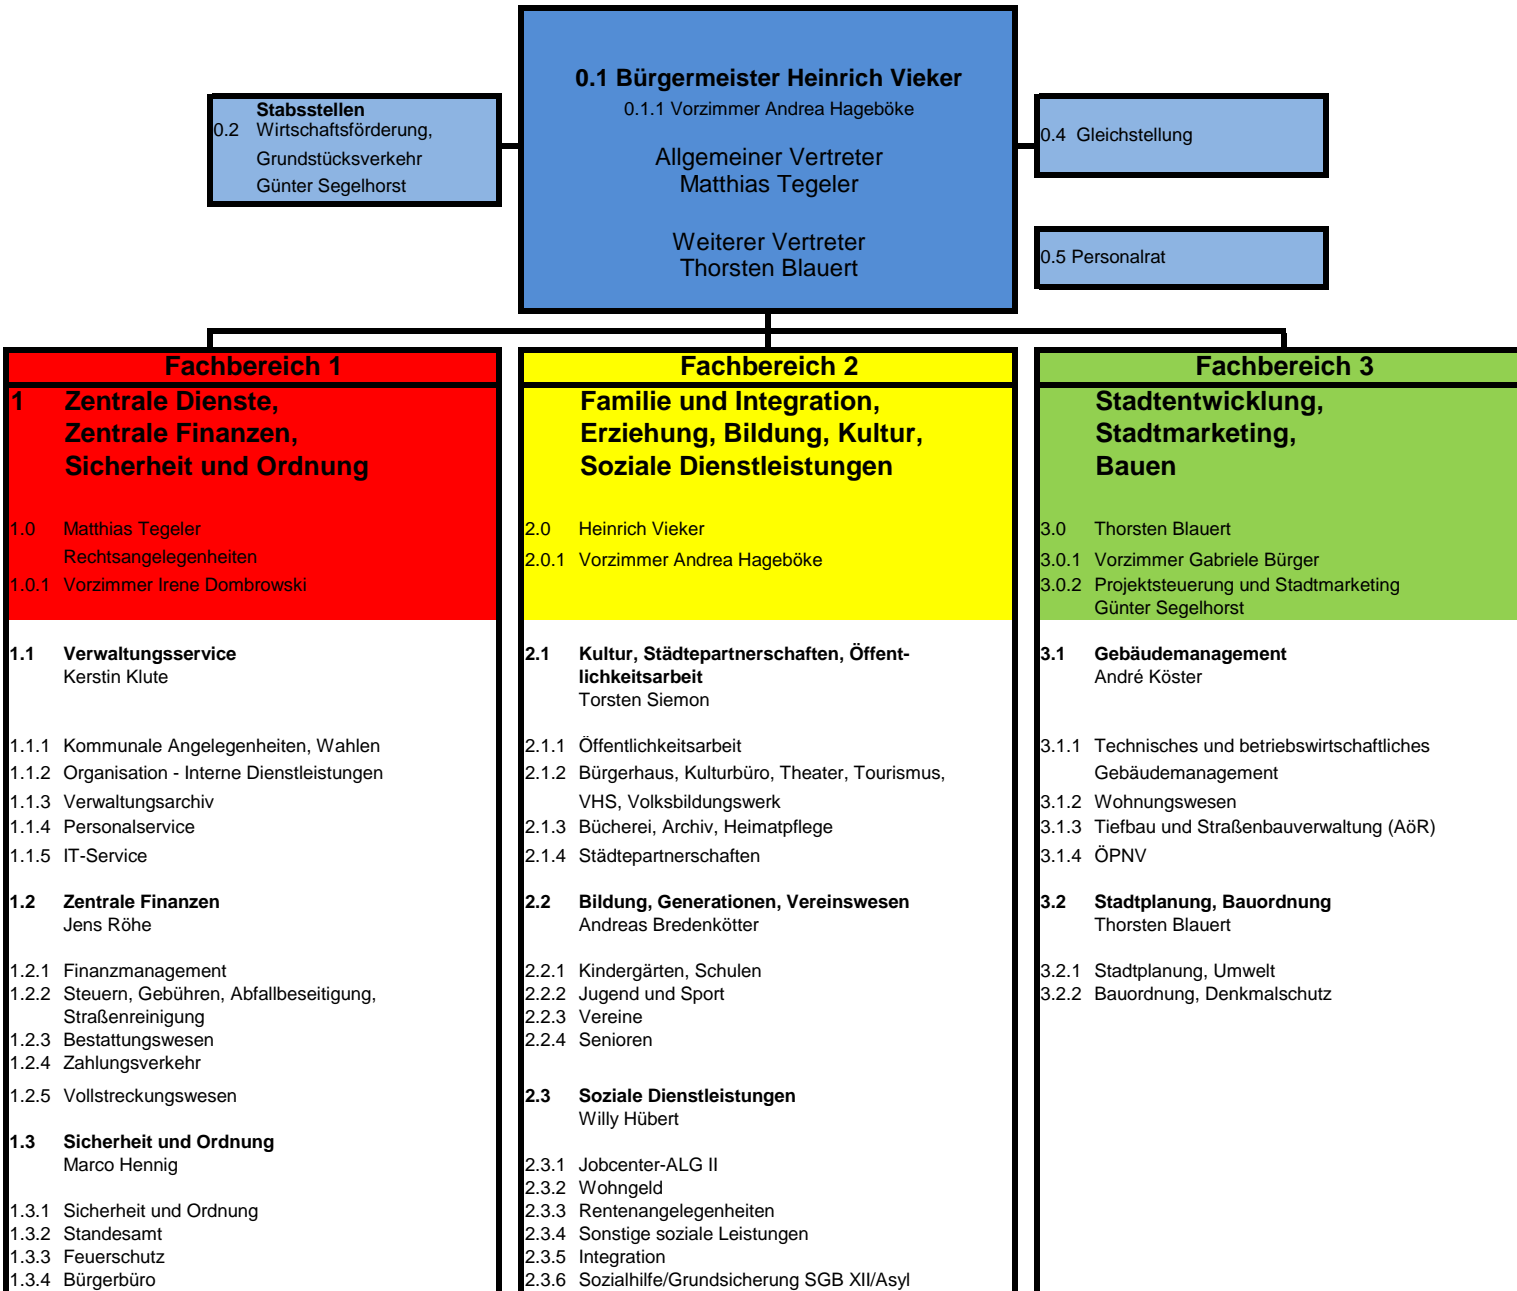 0.1 Bürgermeister Heinrich Vieker
0.1.1 Vorzimmer Andrea Hageböke
Allgemeiner Vertreter
Matthias Tegeler
Weiterer Vertreter
Thorsten Blauert
Stabsstellen
0.2 Wirtschaftsförderung,
Grundstücksverkehr
Günter Segelhorst
0.4 Gleichstellung
0.5 Personalrat
Fachbereich 1
1 Zentrale Dienste,
Zentrale Finanzen,
Sicherheit und Ordnung
1.0 Matthias Tegeler
Rechtsangelegenheiten
1.0.1 Vorzimmer Irene Dombrowski
1.1 Verwaltungsservice
Kerstin Klute
1.1.1 Kommunale Angelegenheiten, Wahlen
1.1.2 Organisation - Interne Dienstleistungen
1.1.3 Verwaltungsarchiv
1.1.4 Personalservice
1.1.5 IT-Service
1.2 Zentrale Finanzen
Jens Röhe
1.2.1 Finanzmanagement
1.2.2 Steuern, Gebühren, Abfallbeseitigung,
Straßenreinigung
1.2.3 Bestattungswesen
1.2.4 Zahlungsverkehr
1.2.5 Vollstreckungswesen
1.3 Sicherheit und Ordnung
Marco Hennig
1.3.1 Sicherheit und Ordnung
1.3.2 Standesamt
1.3.3 Feuerschutz
1.3.4 Bürgerbüro
Fachbereich 2
Familie und Integration,
Erziehung, Bildung, Kultur,
Soziale Dienstleistungen
2.0 Heinrich Vieker
2.0.1 Vorzimmer Andrea Hageböke
2.1 Kultur, Städtepartnerschaften, Öffent-
lichkeitsarbeit
Torsten Siemon
2.1.1 Öffentlichkeitsarbeit
2.1.2 Bürgerhaus, Kulturbüro, Theater, Tourismus,
VHS, Volksbildungswerk
2.1.3 Bücherei, Archiv, Heimatpflege
2.1.4 Städtepartnerschaften
2.2 Bildung, Generationen, Vereinswesen
Andreas Bredenkötter
2.2.1 Kindergärten, Schulen
2.2.2 Jugend und Sport
2.2.3 Vereine
2.2.4 Senioren
2.3 Soziale Dienstleistungen
Willy Hübert
2.3.1 Jobcenter-ALG II
2.3.2 Wohngeld
2.3.3 Rentenangelegenheiten
2.3.4 Sonstige soziale Leistungen
2.3.5 Integration
2.3.6 Sozialhilfe/Grundsicherung SGB XII/Asyl
Fachbereich 3
Stadtentwicklung,
Stadtmarketing,
Bauen
3.0 Thorsten Blauert
3.0.1 Vorzimmer Gabriele Bürger
3.0.2 Projektsteuerung und Stadtmarketing
Günter Segelhorst
3.1 Gebäudemanagement
André Köster
3.1.1 Technisches und betriebswirtschaftliches
Gebäudemanagement
3.1.2 Wohnungswesen
3.1.3 Tiefbau und Straßenbauverwaltung (AöR)
3.1.4 ÖPNV
3.2 Stadtplanung, Bauordnung
Thorsten Blauert
3.2.1 Stadtplanung, Umwelt
3.2.2 Bauordnung, Denkmalschutz